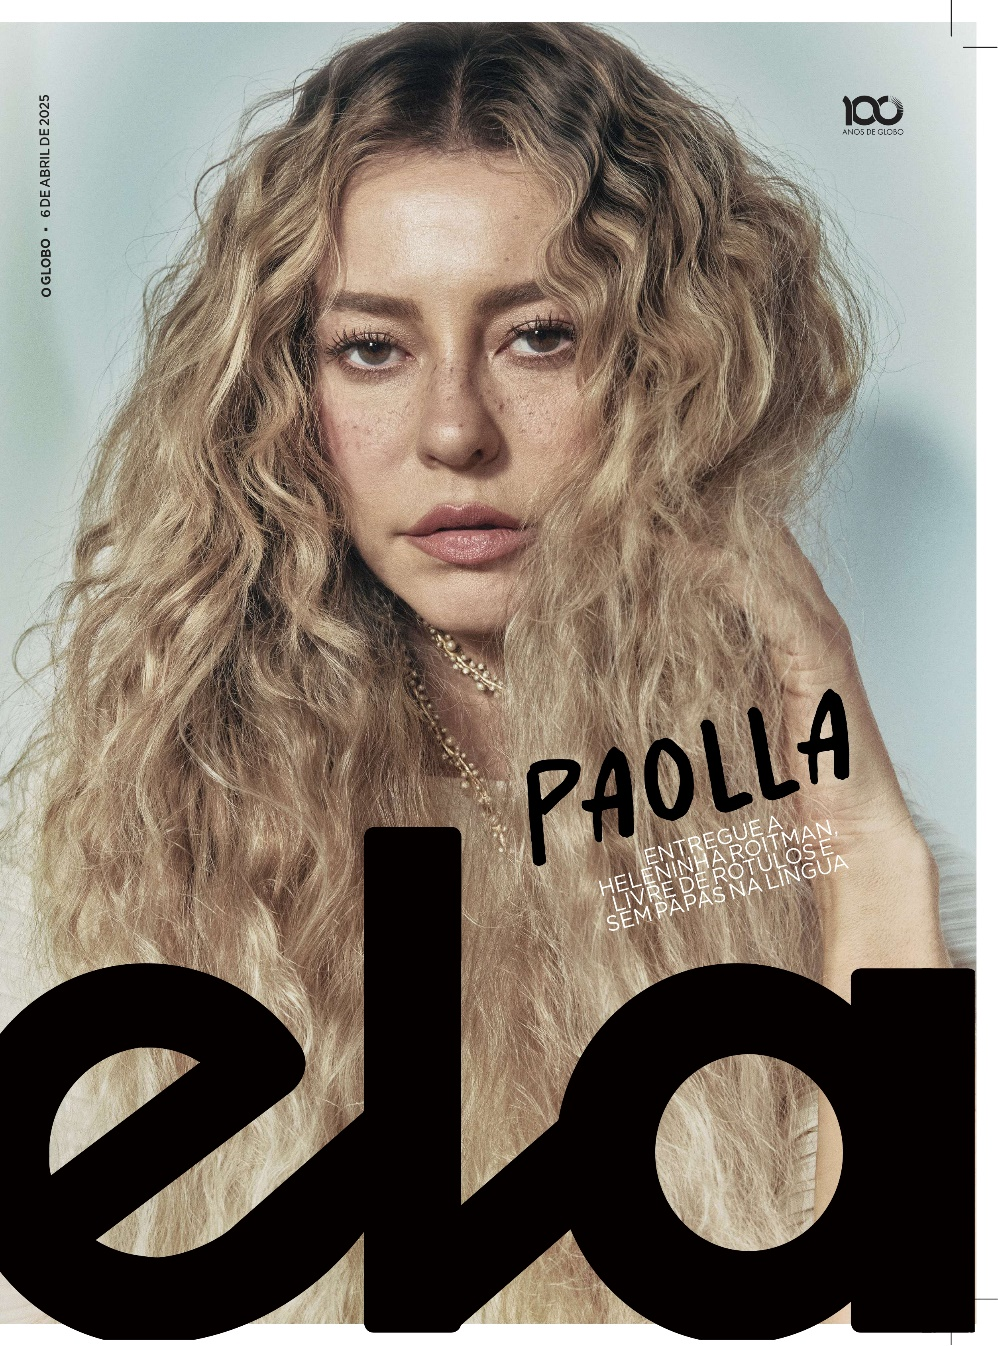 O GLOBO • 6 DE ABRIL DE 2025
100
ANOS DE GLOBO
PAOLLA
ENTREGUE A
HELENINHA ROITMAN,
LIVRE DE RÓTULOS E
SEM PAPAS NA LÍNGUA
ela